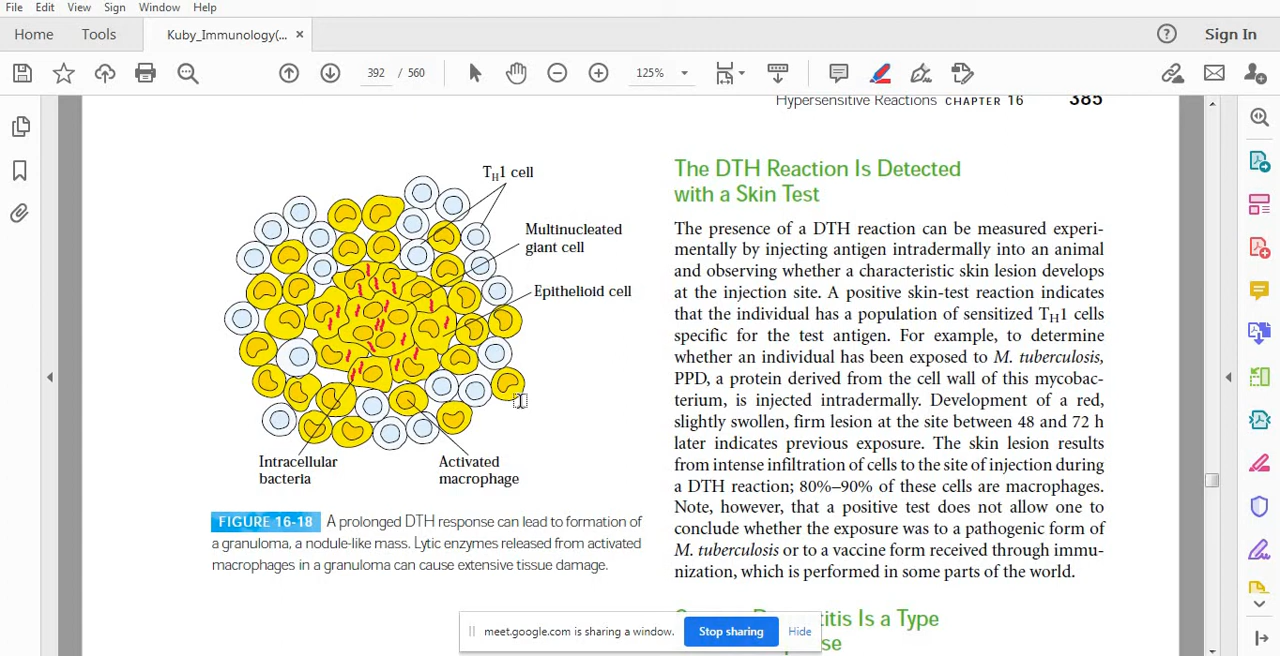 File Edit View Sign Window Help
Home Tools Kuby_Immunology(... × Sign In
392 / 560 125%
Hypersensitive Reactions CHAPTER 16 385
TH1 cell
Multinucleated
giant cell
Epithelioid cell
Intracellular
bacteria
Activated
macrophage
FIGURE 16-18 A prolonged DTH response can lead to formation of
a granuloma, a nodule-like mass. Lytic enzymes released from activated
macrophages in a granuloma can cause extensive tissue damage.
The DTH Reaction Is Detected
with a Skin Test
The presence of a DTH reaction can be measured experi-
mentally by injecting antigen intradermally into an animal
and observing whether a characteristic skin lesion develops
at the injection site. A positive skin-test reaction indicates
that the individual has a population of sensitized TH1 cells
specific for the test antigen. For example, to determine
whether an individual has been exposed to M. tuberculosis,
PPD, a protein derived from the cell wall of this mycobac-
terium, is injected intradermally. Development of a red,
slightly swollen, firm lesion at the site between 48 and 72 h
later indicates previous exposure. The skin lesion results
from intense infiltration of cells to the site of injection during
a DTH reaction; 80%–90% of these cells are macrophages.
Note, however, that a positive test does not allow one to
conclude whether the exposure was to a pathogenic form of
M. tuberculosis or to a vaccine form received through immu-
nization, which is performed in some parts of the world.
itis Is a Type
se
meet.google.com is sharing a window. Stop sharing Hide